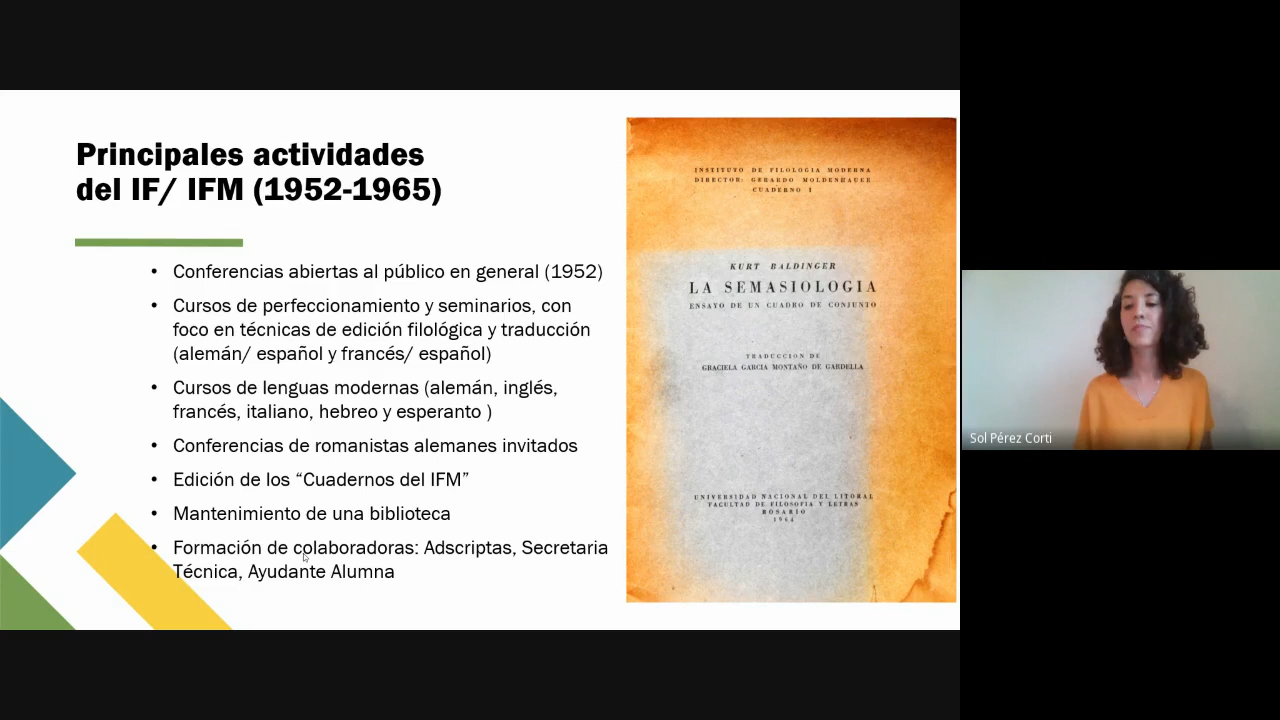 Principales actividades
del IF/ IFM (1952-1965)
• Conferencias abiertas al público en general (1952)
• Cursos de perfeccionamiento y seminarios, con
foco en técnicas de edición filológica y traducción
(alemán/ español y francés/ español)
• Cursos de lenguas modernas (alemán, inglés,
francés, italiano, hebreo y esperanto )
• Conferencias de romanistas alemanes invitados
• Edición de los “Cuadernos del IFM”
• Mantenimiento de una biblioteca
• Formación de colaboradoras: Adscriptas, Secretaria
Técnica, Ayudante Alumna
INSTITUTO DE FILOLOGIA MODERNA
DIRECTOR: GERARDO MOLDENHAUER
CUADERNO I
KURT BALDINGER
LA SEMASIOLOGIA
ENSAYO DE UN CUADRO DE CONJUNTO
TRADUCCION DE
GRACIELA GARCIA MONTAÑO DE GARDELLA
UNIVERSIDAD NACIONAL DEL LITORAL
FACULTAD DE FILOSOFIA Y LETRAS
ROSARIO
1964
Sol Pérez Corti